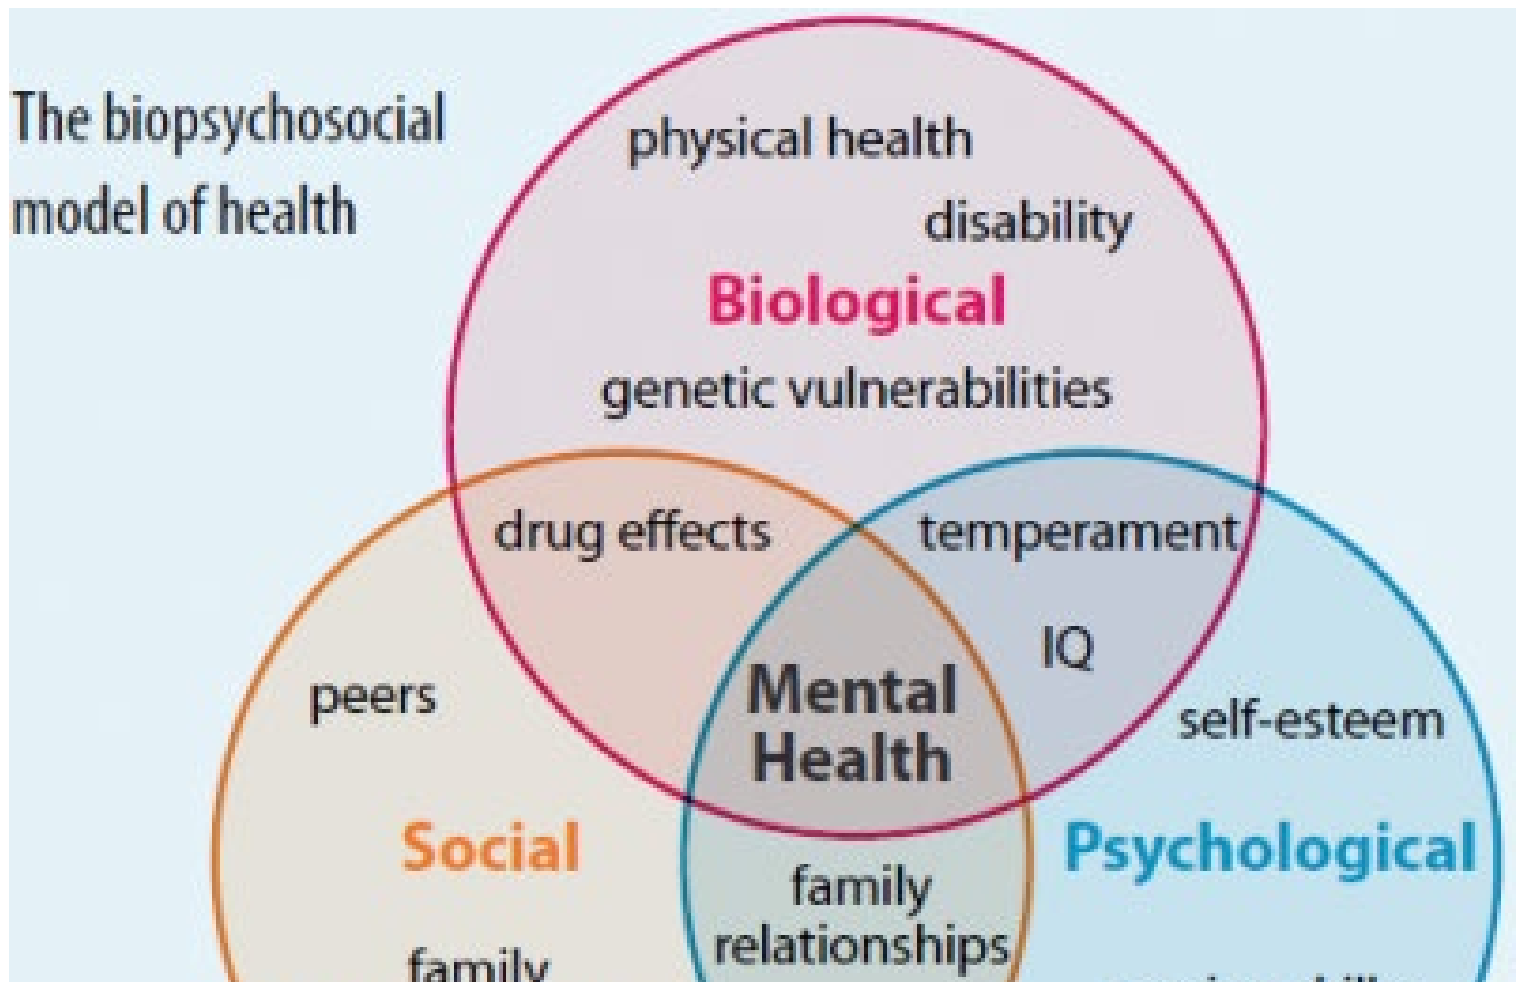 The biopsychosocial
model of health
physical health
disability
Biological
genetic vulnerabilities
drug effects
temperament
IQ
peers
Mental
Health
self-esteem
Social
Psychological
family
relationships
family